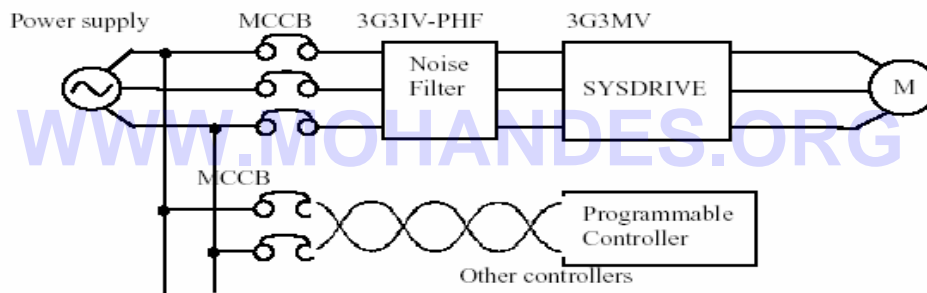 Power supply
MCCB
3G3IV-PHF
3G3MV
Noise
Filter
SYSDRIVE
M
WWW.MOHANDES.ORG
MCCB
Programmable
Controller
Other controllers